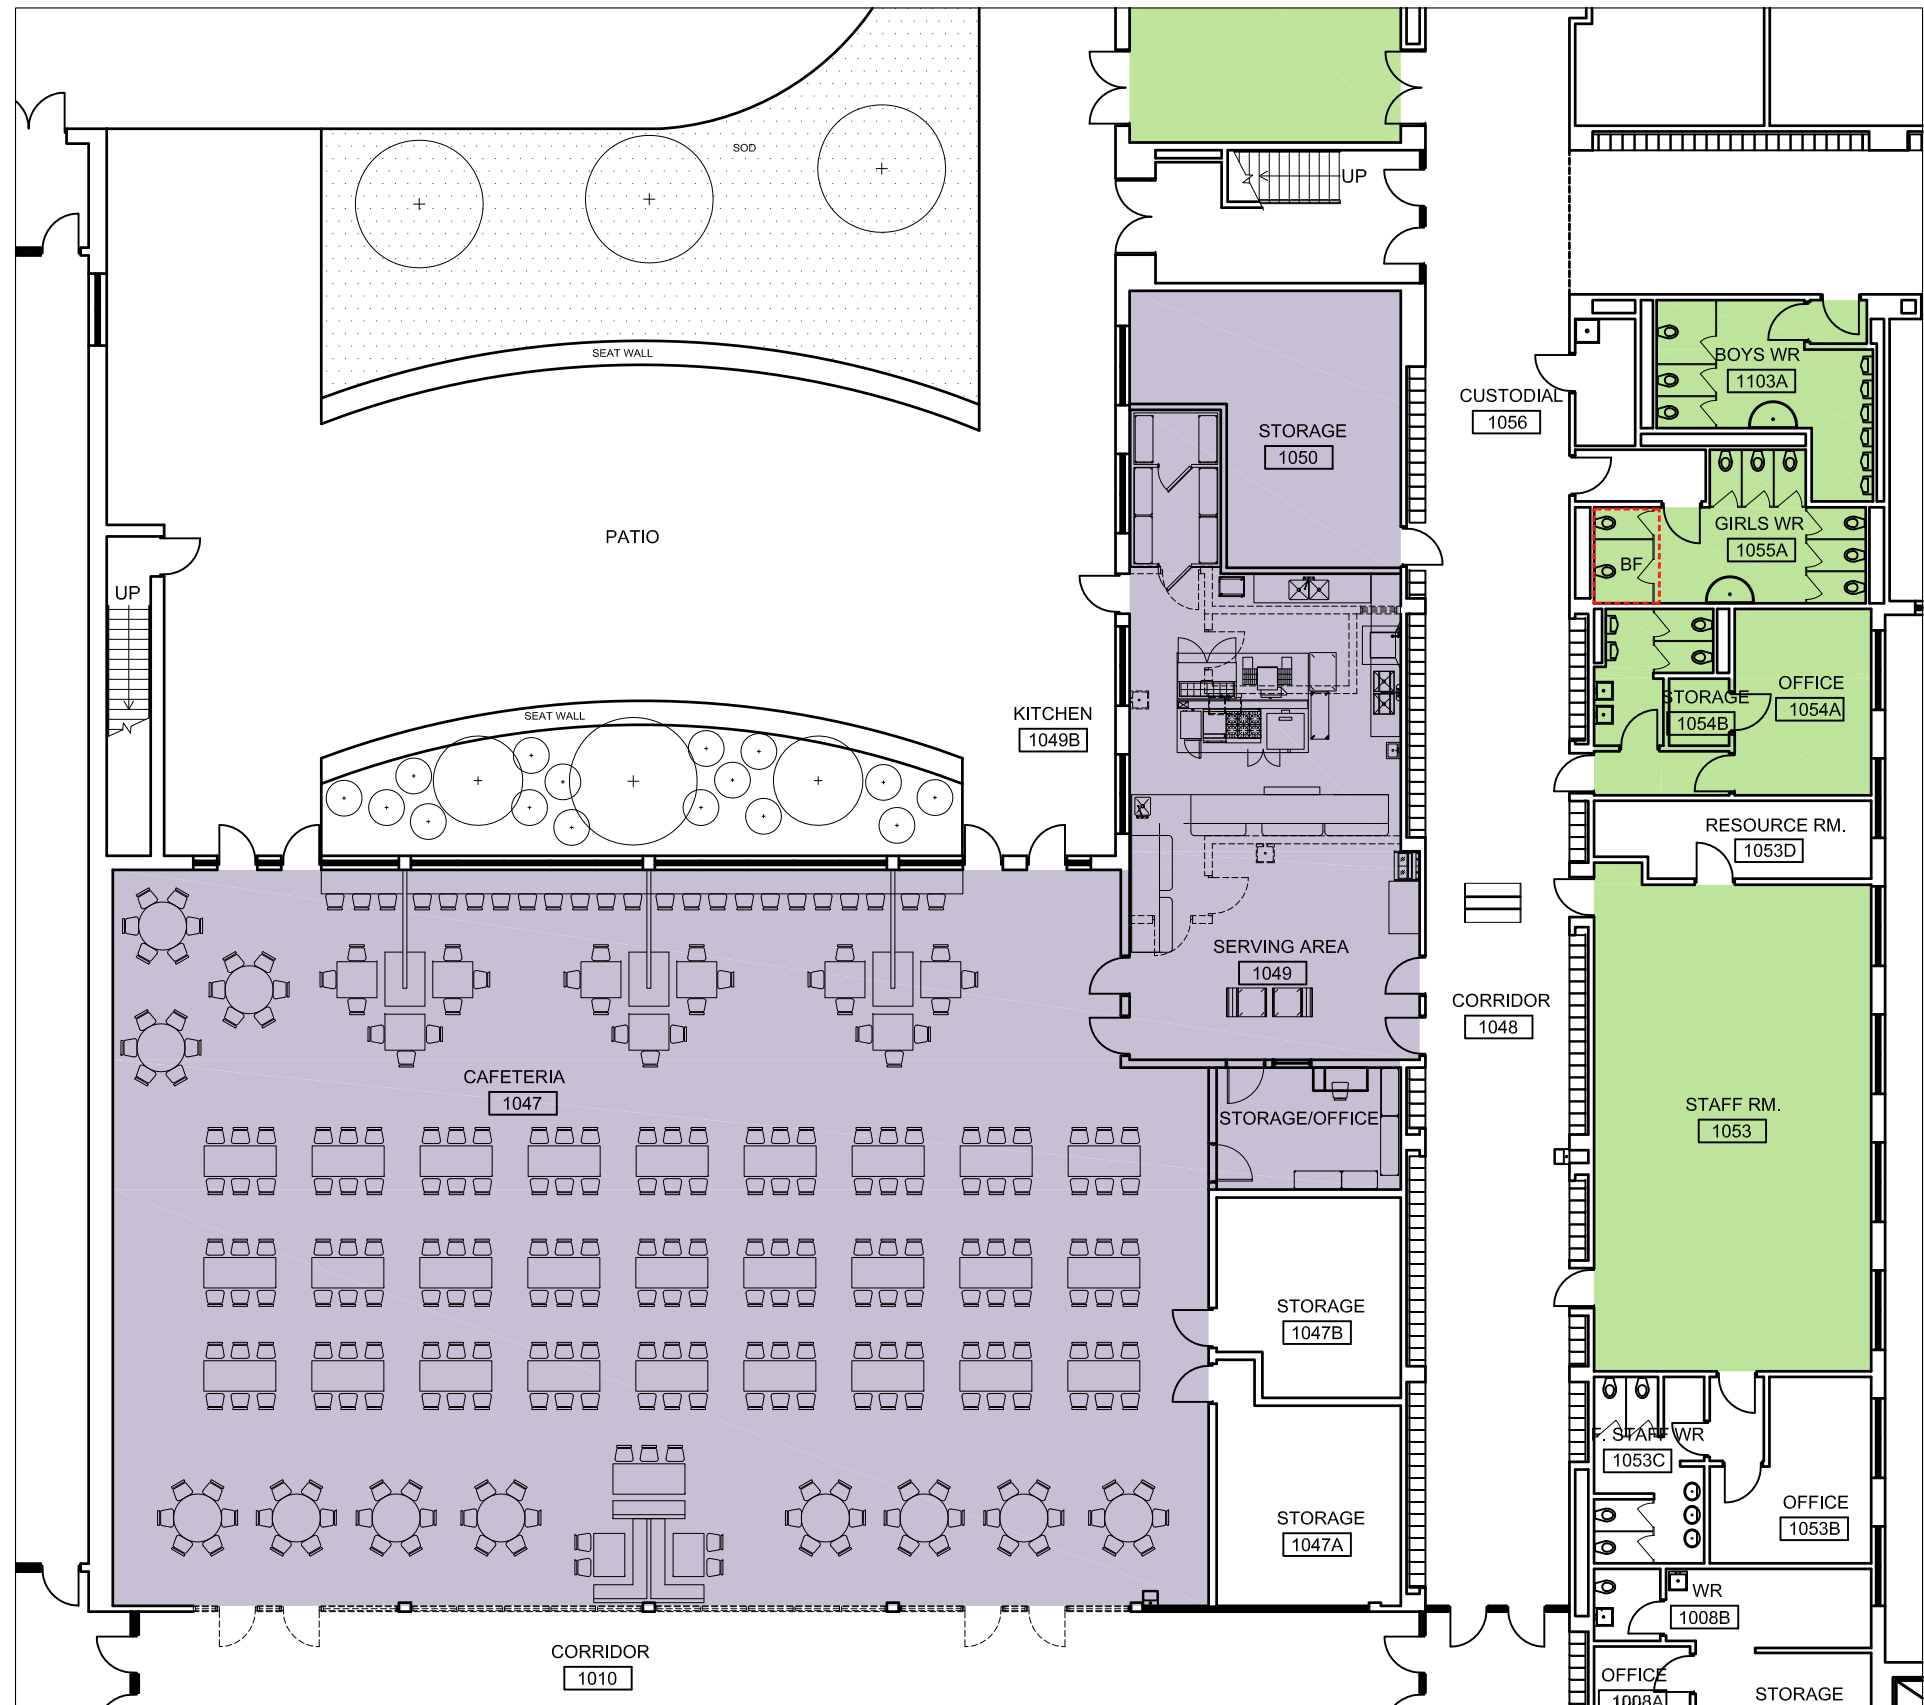 SOD
UP
SEAT WALL
BOYS WR
1103A
CUSTODIAL
1056
STORAGE
1050
PATIO
GIRLS WR
1055A
BF
UP
STORAGE
1054B
OFFICE
1054A
SEAT WALL
KITCHEN
1049B
RESOURCE RM.
1053D
SERVING AREA
1049
CORRIDOR
1048
CAFETERIA
1047
STORAGE/OFFICE
STAFF RM.
1053
STORAGE
1047B
F. STAFF WR
1053C
OFFICE
1053B
STORAGE
1047A
WR
1008B
CORRIDOR
1010
OFFICE
1008A
STORAGE